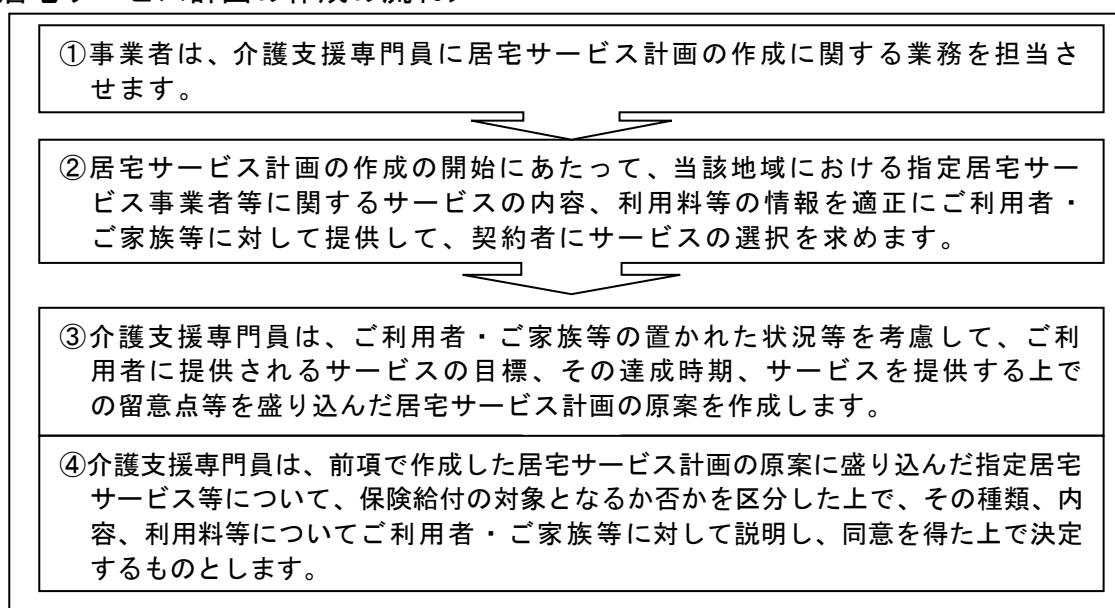 ①事業者は、介護支援専門員に居宅サービス計画の作成に関する業務を担当さ
せます。
②居宅サービス計画の作成の開始にあたって、当該地域における指定居宅サー
ビス事業者等に関するサービスの内容、利用料等の情報を適正にご利用者・
ご家族等に対して提供して、契約者にサービスの選択を求めます。
③介護支援専門員は、ご利用者・ご家族等の置かれた状況等を考慮して、ご利
用者に提供されるサービスの目標、その達成時期、サービスを提供する上で
の留意点等を盛り込んだ居宅サービス計画の原案を作成します。
④介護支援専門員は、前項で作成した居宅サービス計画の原案に盛り込んだ指定居宅
サービス等について、保険給付の対象となるか否かを区分した上で、その種類、内
容、利用料等についてご利用者・ご家族等に対して説明し、同意を得た上で決定
するものとします。